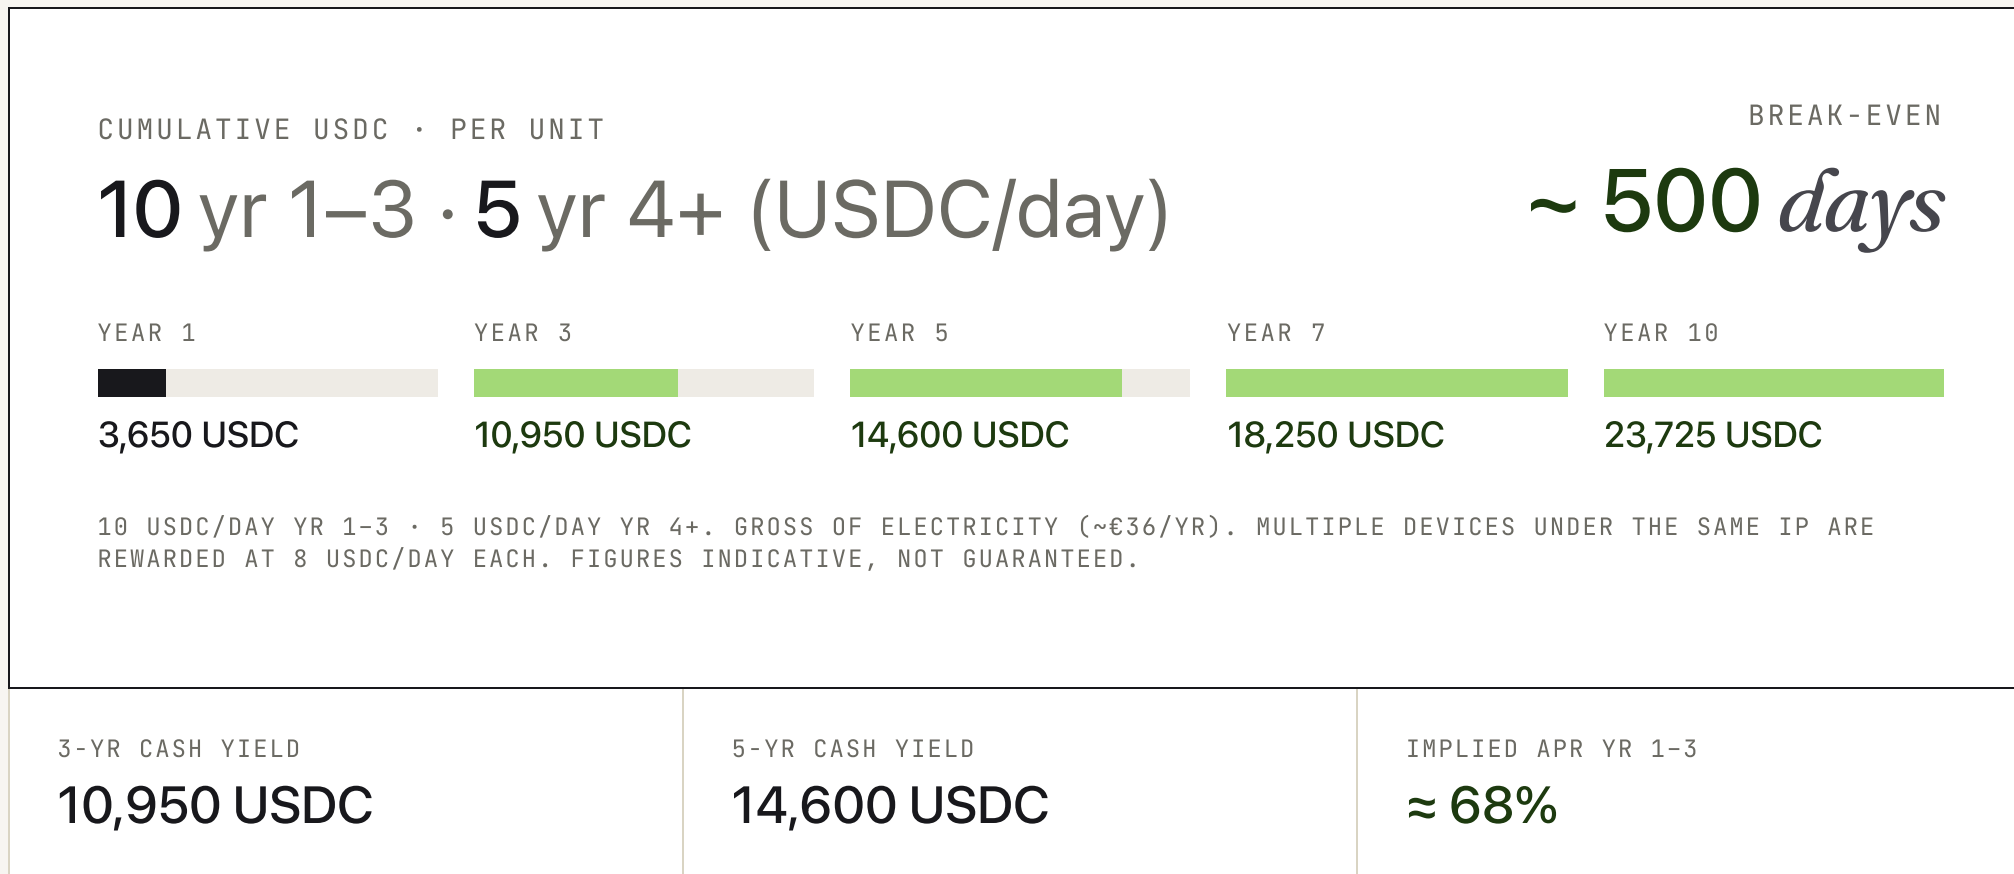 CUMULATIVE USDC · PER UNIT
10 yr 1–3 · 5 yr 4+ (USDC/day)
BREAK-EVEN
~ 500 days
YEAR 1
3,650 USDC
YEAR 3
10,950 USDC
YEAR 5
14,600 USDC
YEAR 7
18,250 USDC
YEAR 10
23,725 USDC
10 USDC/DAY YR 1–3 · 5 USDC/DAY YR 4+. GROSS OF ELECTRICITY (~€36/YR). MULTIPLE DEVICES UNDER THE SAME IP ARE
REWARDED AT 8 USDC/DAY EACH. FIGURES INDICATIVE, NOT GUARANTEED.
3-YR CASH YIELD
10,950 USDC
5-YR CASH YIELD
14,600 USDC
IMPLIED APR YR 1–3
≈ 68%